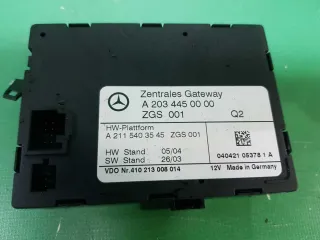 Zentrales Gateway
A 203 445 00 00
ZGS 001 Q2
HW-Plattform
A 211 540 35 45 ZGS 001
HW Stand 05/04
SW Stand 26/03
040421 05378 1 A
VDO Nr.410 213 008 014 12V Made in Germany